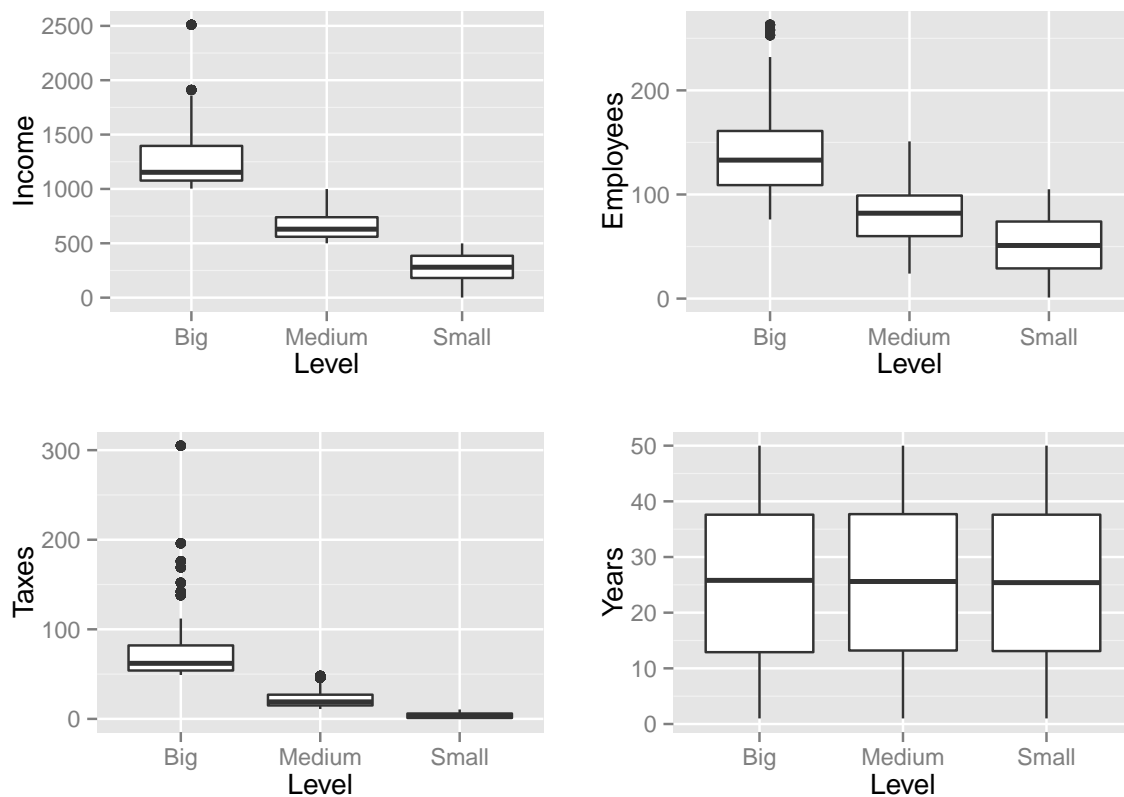 2500
2000
1500
1000
500
0
Income
Big Medium Small
Level
200
100
0
Employees
Big Medium Small
Level
300
200
100
0
Taxes
Big Medium Small
Level
50
40
30
20
10
0
Years
Big Medium Small
Level